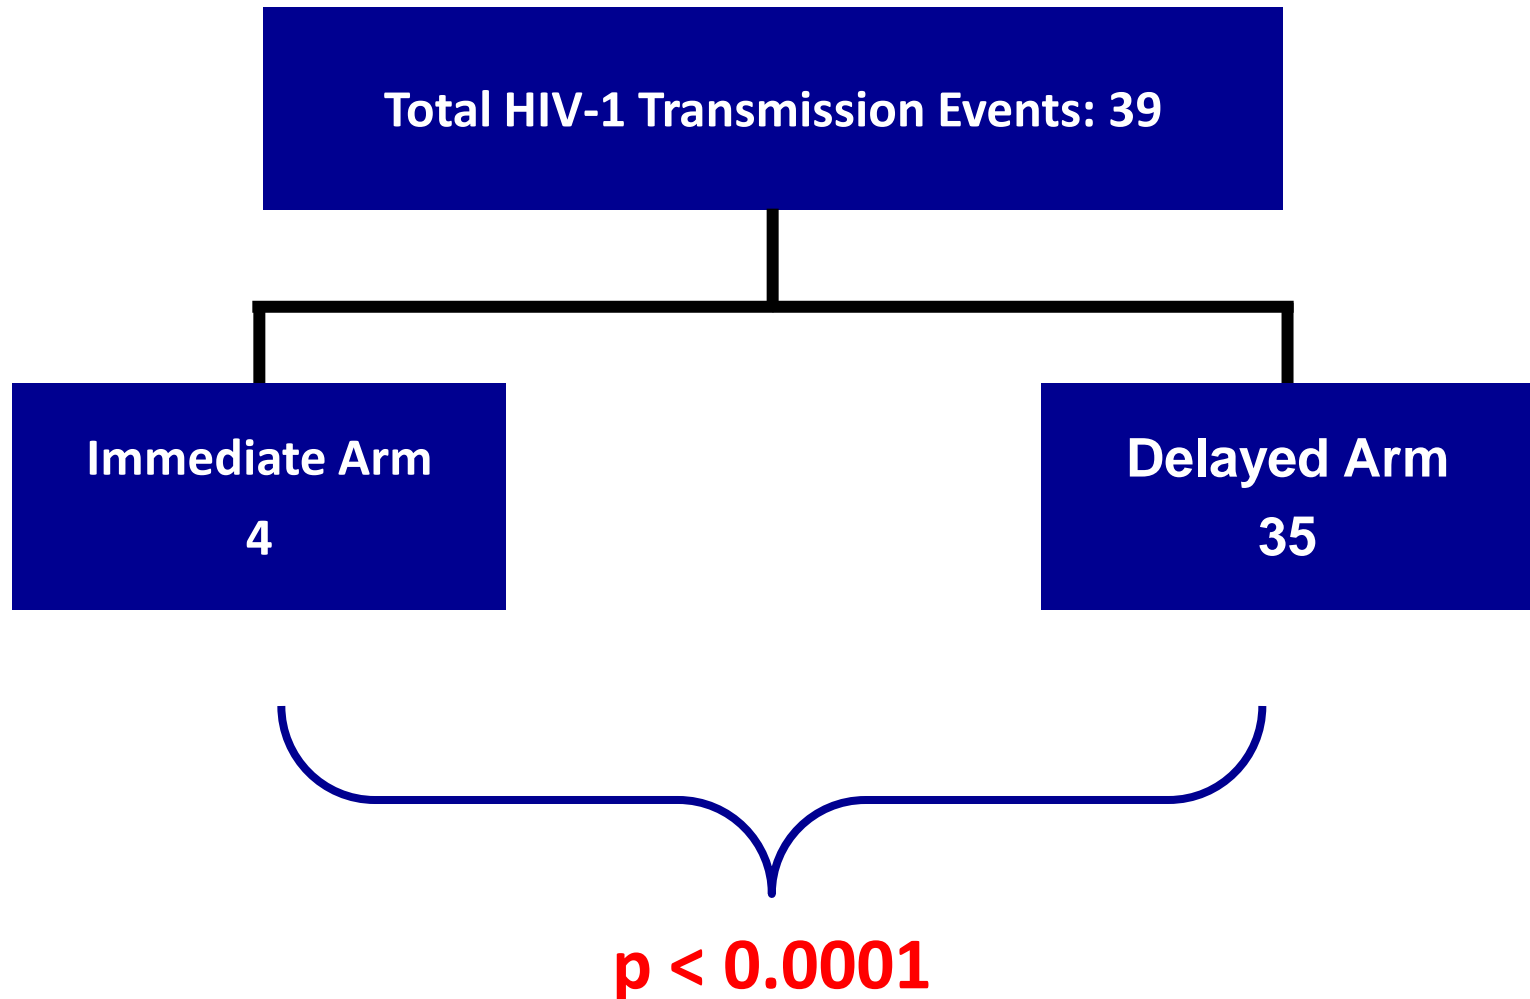 Total HIV-1 Transmission Events: 39
Immediate Arm
4
Delayed Arm
35
p < 0.0001